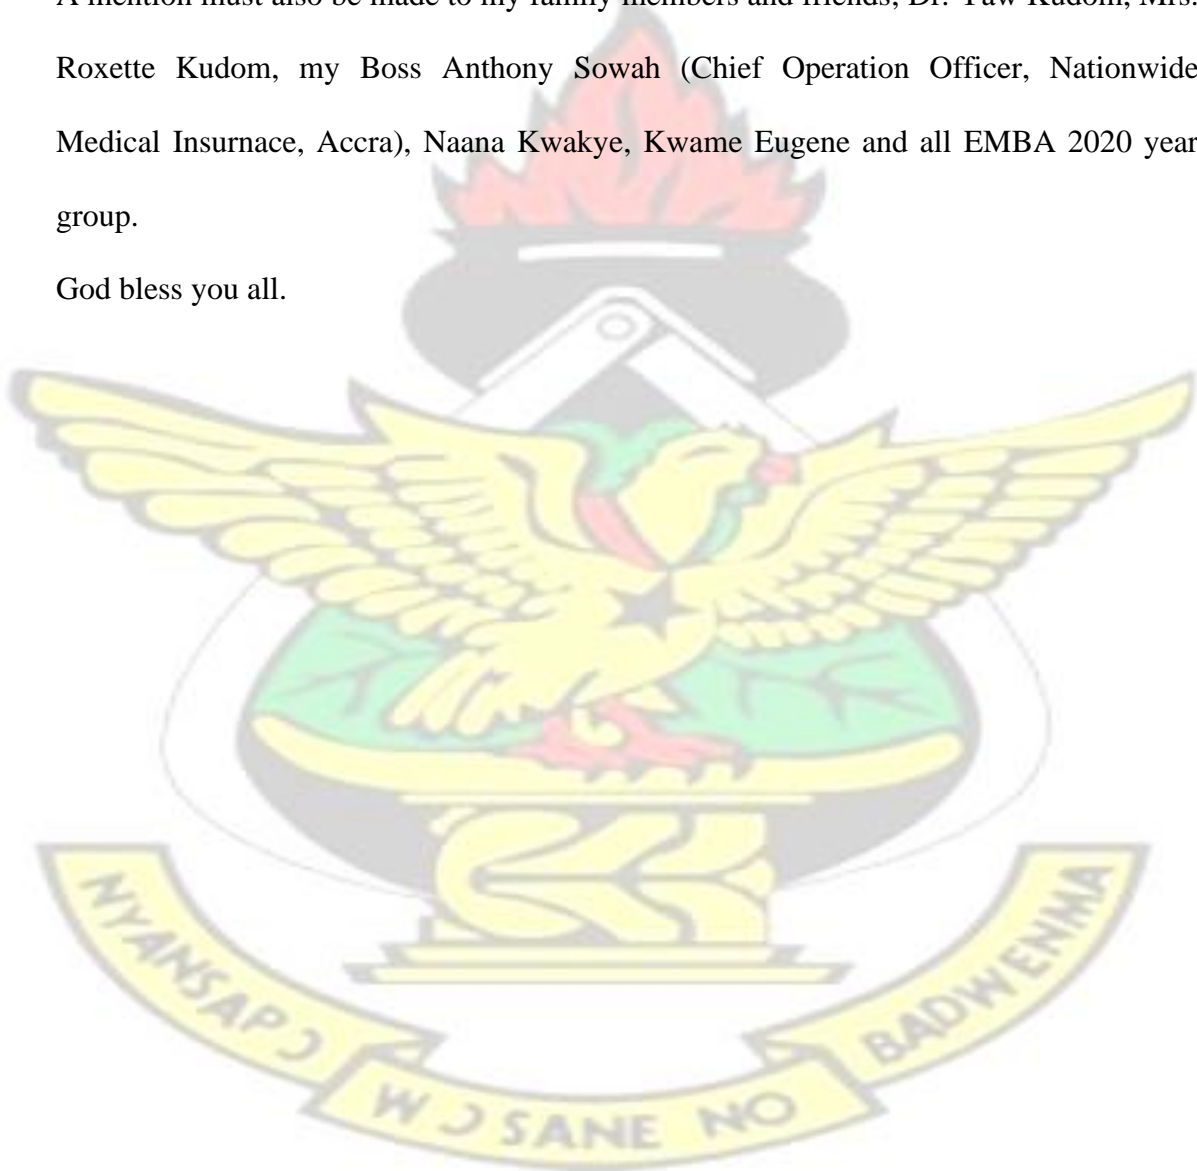 A mention must also be made to my family members and friends, Dr. Yaw Kudom, Mrs.
Roxette Kudom, my Boss Anthony Sowah (Chief Operation Officer, Nationwide
Medical Insurnace, Accra), Naana Kwakye, Kwame Eugene and all EMBA 2020 year
group.
God bless you all.
NYANSAPƆ WƆSANE NO BADWENMA